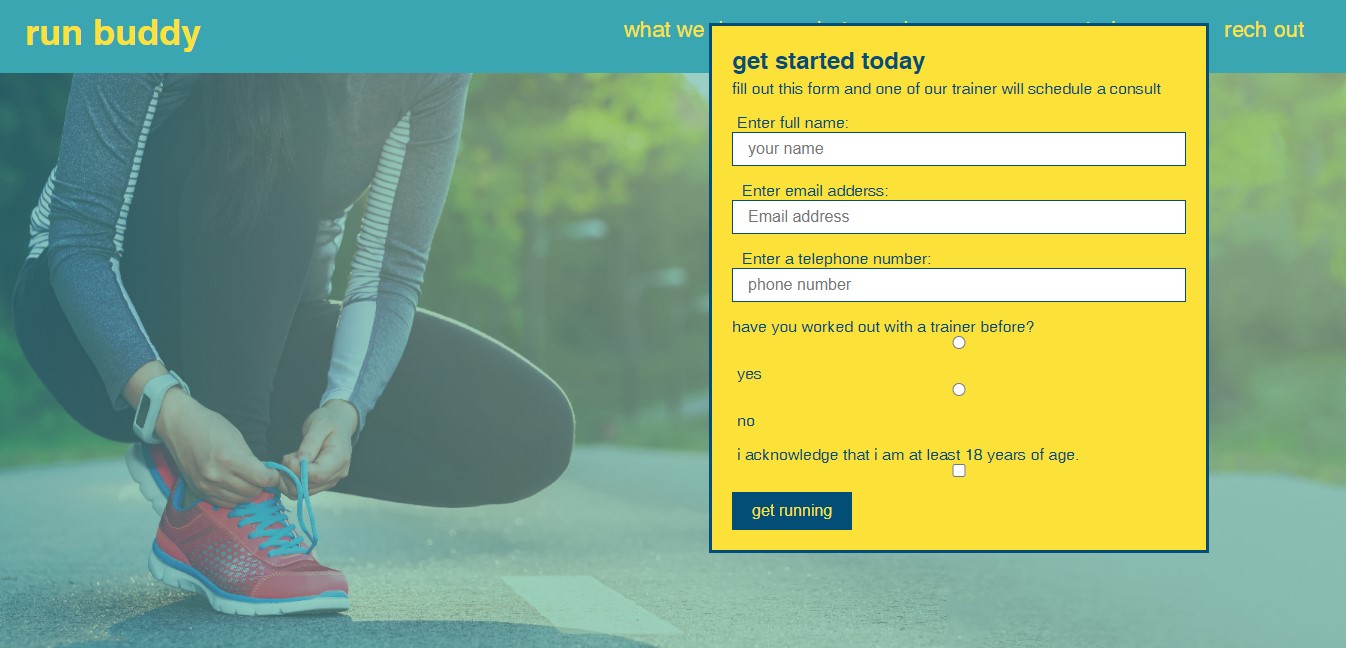 run buddy
what we
rech out
get started today
fill out this form and one of our trainer will schedule a consult
Enter full name:
your name
Enter email adderss:
Email address
Enter a telephone number:
phone number
have you worked out with a trainer before?
yes
no
i acknowledge that i am at least 18 years of age.
get running